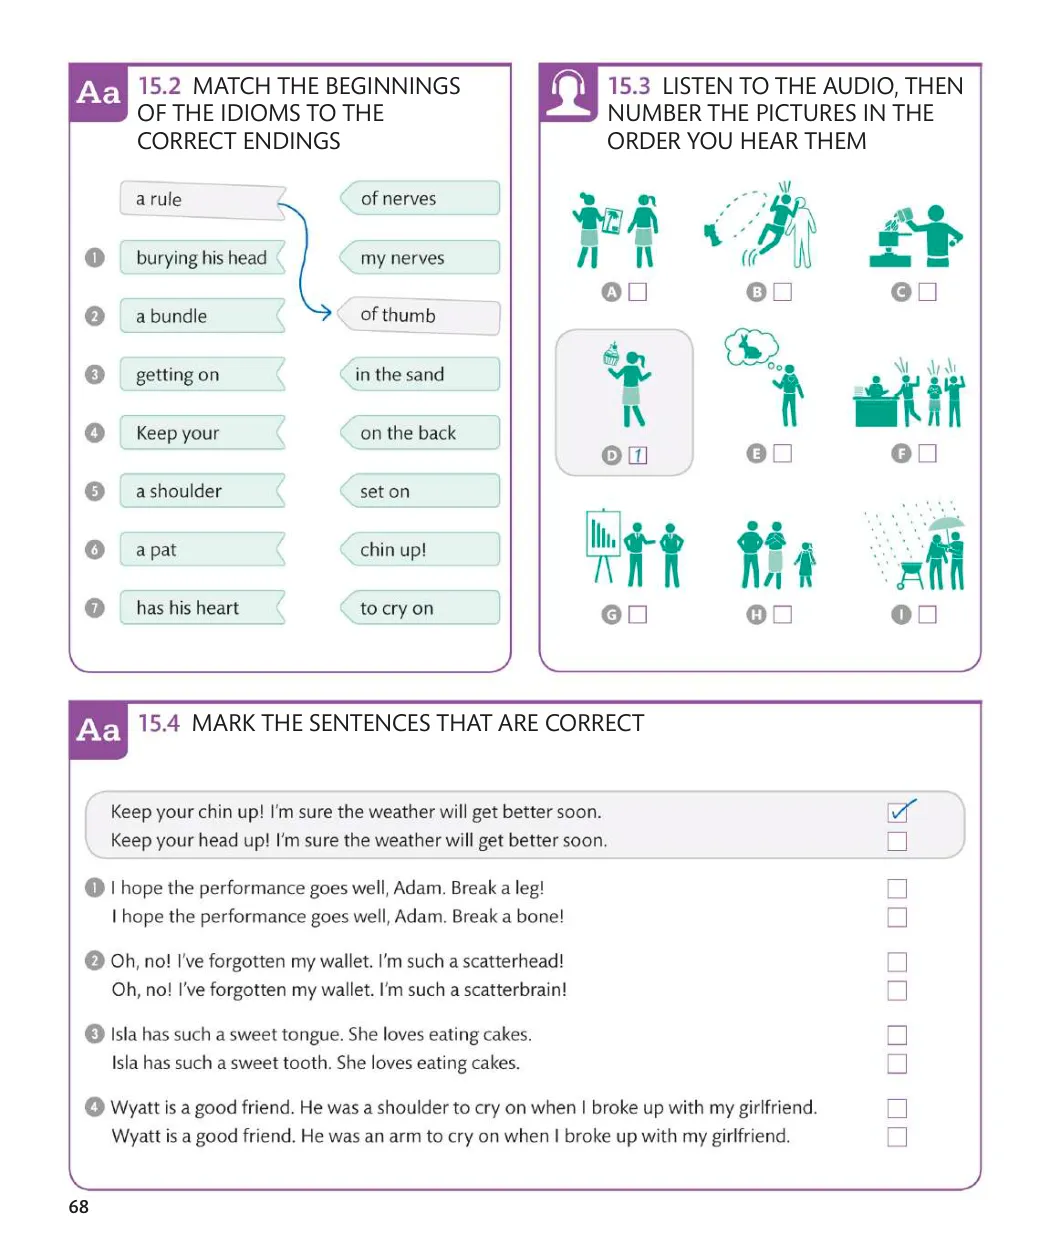 Aa
15.2 MATCH THE BEGINNINGS
OF THE IDIOMS TO THE
CORRECT ENDINGS
a rule
of nerves
1 burying his head
my nerves
2 a bundle
of thumb
3 getting on
in the sand
4 Keep your
on the back
5 a shoulder
set on
6 a pat
chin up!
7 has his heart
to cry on
15.3 LISTEN TO THE AUDIO, THEN
NUMBER THE PICTURES IN THE
ORDER YOU HEAR THEM
A
B
C
D 1
E
F
G
H
I
Aa
15.4 MARK THE SENTENCES THAT ARE CORRECT
Keep your chin up! I'm sure the weather will get better soon.
Keep your head up! I'm sure the weather will get better soon.
1 I hope the performance goes well, Adam. Break a leg!
I hope the performance goes well, Adam. Break a bone!
2 Oh, no! I've forgotten my wallet. I'm such a scatterhead!
Oh, no! I've forgotten my wallet. I'm such a scatterbrain!
3 Isla has such a sweet tongue. She loves eating cakes.
Isla has such a sweet tooth. She loves eating cakes.
4 Wyatt is a good friend. He was a shoulder to cry on when I broke up with my girlfriend.
Wyatt is a good friend. He was an arm to cry on when I broke up with my girlfriend.
68